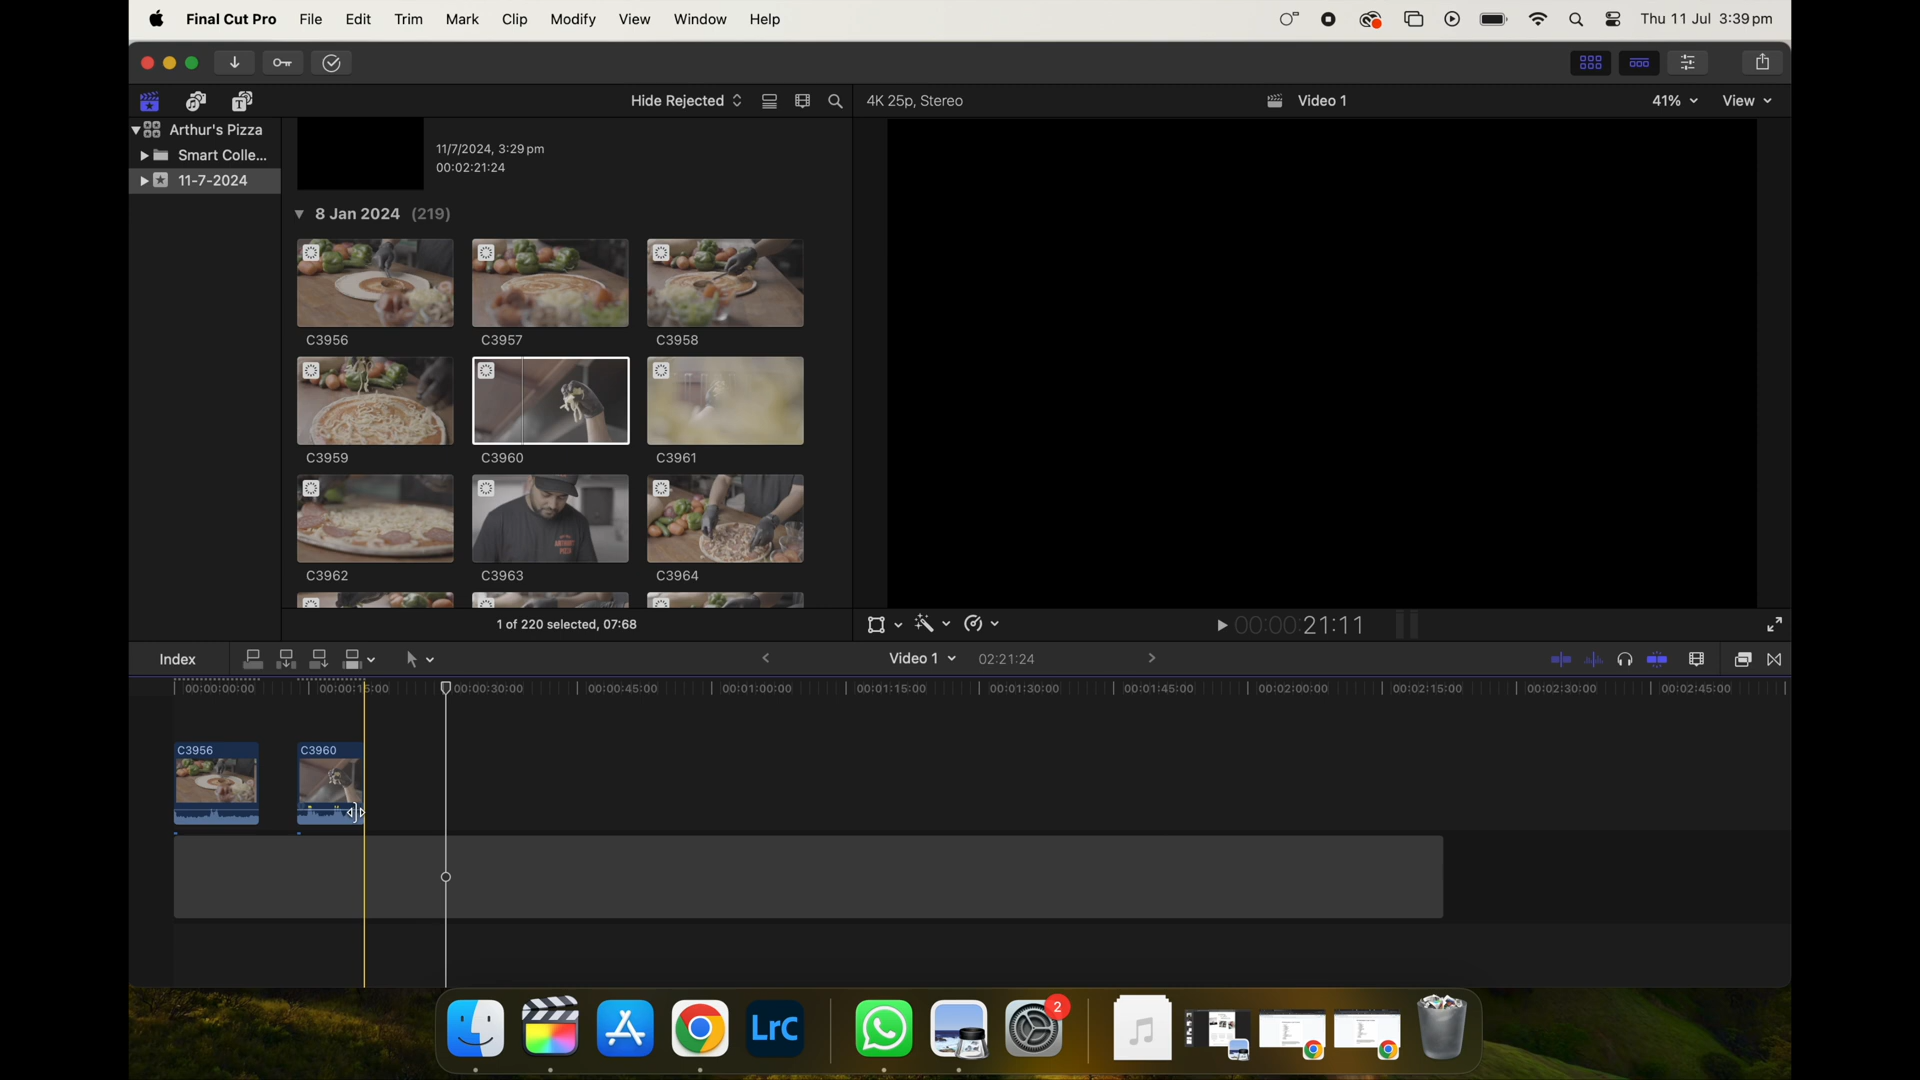 Final Cut Pro File Edit Trim Mark Clip Modify View Window Help Thu 11 Jul 3:39pm
Hide Rejected 4K 25p, Stereo Video 1 41% View
Arthur's Pizza
Smart Colle...
11-7-2024
11/7/2024, 3:29pm
00:02:21:24
8 Jan 2024 (219)
C3956 C3957 C3958
C3959 C3960 C3961
ARTHUR'S
PIZZA
C3962 C3963 C3964
1 of 220 selected, 07:68
00:00:21:11
Index Video 1 02:21:24
00:00:00:00 00:00:15:00 00:00:30:00 00:00:45:00 00:01:00:00 00:01:15:00 00:01:30:00 00:01:45:00 00:02:00:00 00:02:15:00 00:02:30:00 00:02:45:00
C3956 C3960
LrC 2